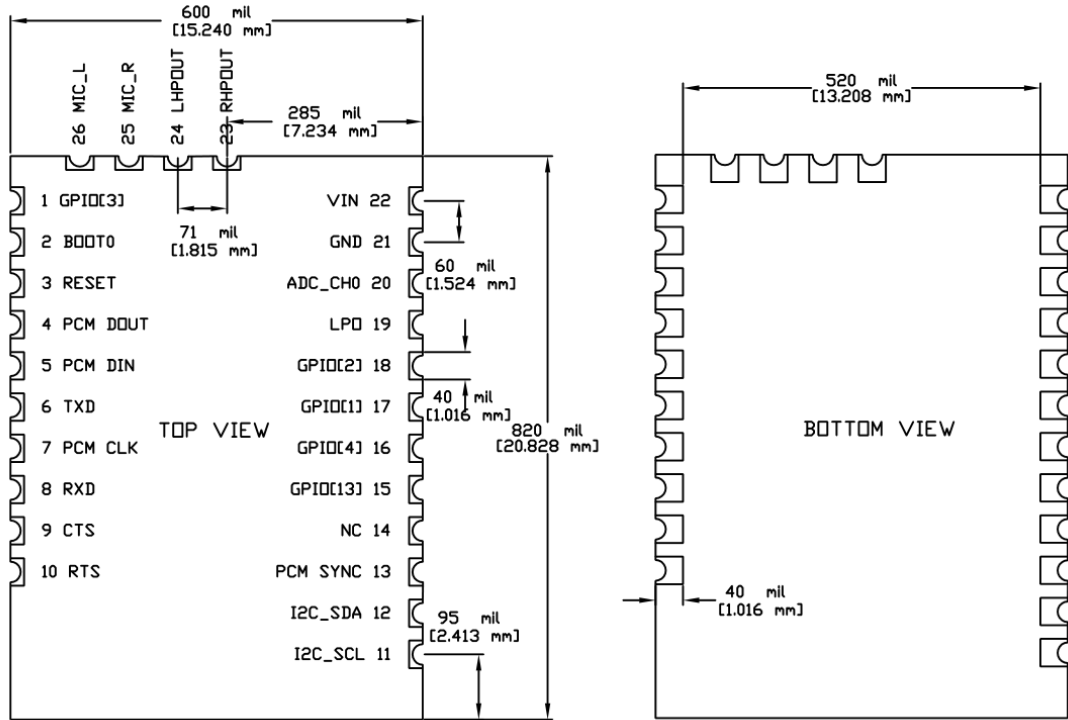 600 mil
[15.240 mm]
26 MIC_L
25 MIC_R
24 LHPOUT
23 RHPOUT
285 mil
[7.234 mm]
520 mil
[13.208 mm]
1 GPIO[3]
VIN 22
71 mil
[1.815 mm]
2 BOOT0
GND 21
60 mil
[1.524 mm]
3 RESET
ADC_CH0 20
4 PCM DOUT
LPO 19
5 PCM DIN
GPIO[2] 18
40 mil
[1.016 mm]
6 TXD
GPIO[1] 17
TOP VIEW
820 mil
[20.828 mm]
BOTTOM VIEW
7 PCM CLK
GPIO[4] 16
8 RXD
GPIO[13] 15
9 CTS
NC 14
10 RTS
PCM SYNC 13
40 mil
[1.016 mm]
I2C_SDA 12
95 mil
[2.413 mm]
I2C_SCL 11